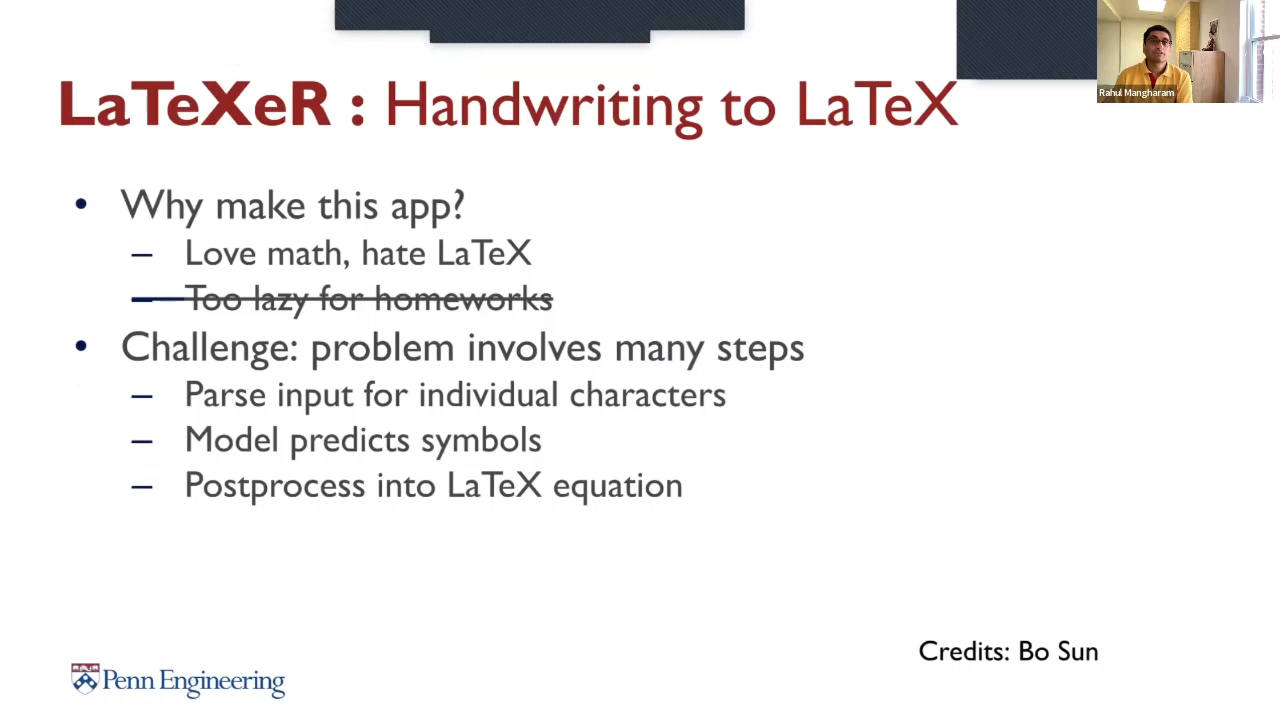 LaTeXeR : Handwriting to LaTeX
Rahul Mangharam
• Why make this app?
– Love math, hate LaTeX
– Too lazy for homeworks
• Challenge: problem involves many steps
– Parse input for individual characters
– Model predicts symbols
– Postprocess into LaTeX equation
Credits: Bo Sun
Penn Engineering